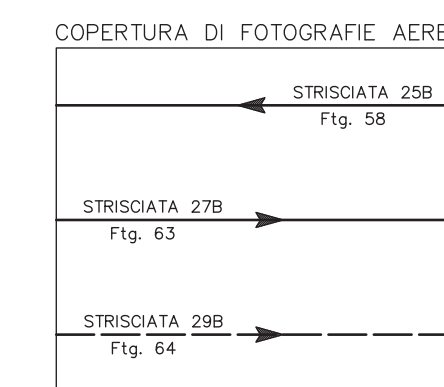 COPERTURA DI FOTOGRAFIE AERE
STRISCIATA 25B
Ftg. 58
STRISCIATA 27B
Ftg. 63
STRISCIATA 29B
Ftg. 64